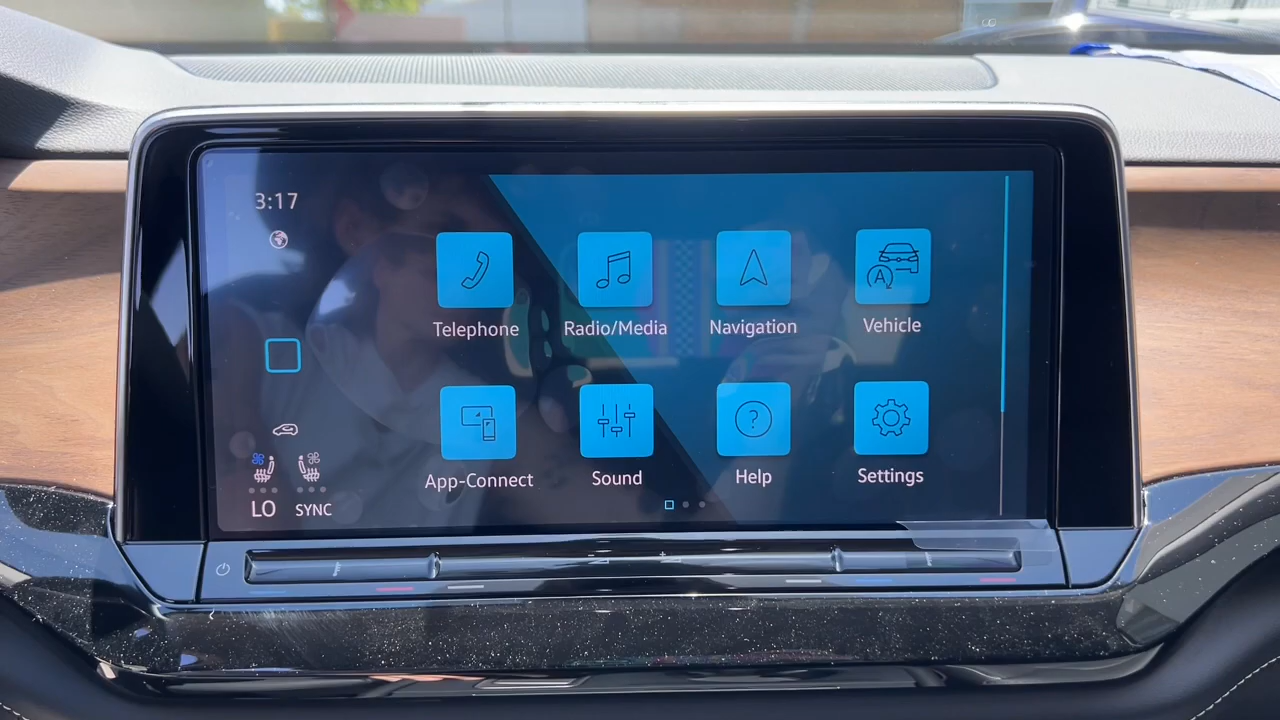 3:17
Telephone Radio/Media Navigation Vehicle
A
?
App-Connect Sound Help Settings
LO SYNC
- +